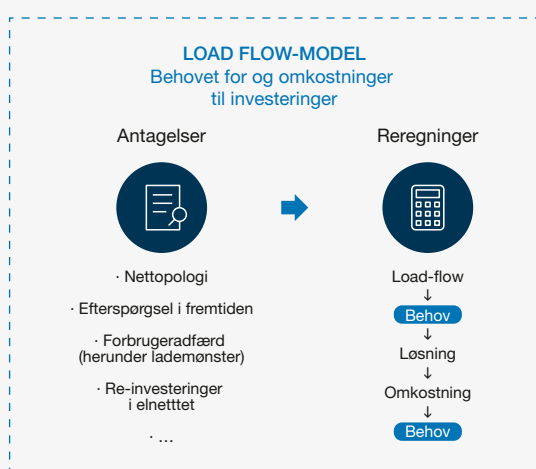 LOAD FLOW-MODEL
Behovet for og omkostninger
til investeringer
Antagelser
· Nettopologi
· Efterspørgsel i fremtiden
· Forbrugeradfærd
(herunder lademønster)
· Re-investeringer
i elnetttet
· ...
Reregninger
Load-flow
↓
Behov
↓
Løsning
↓
Omkostning
↓
Behov